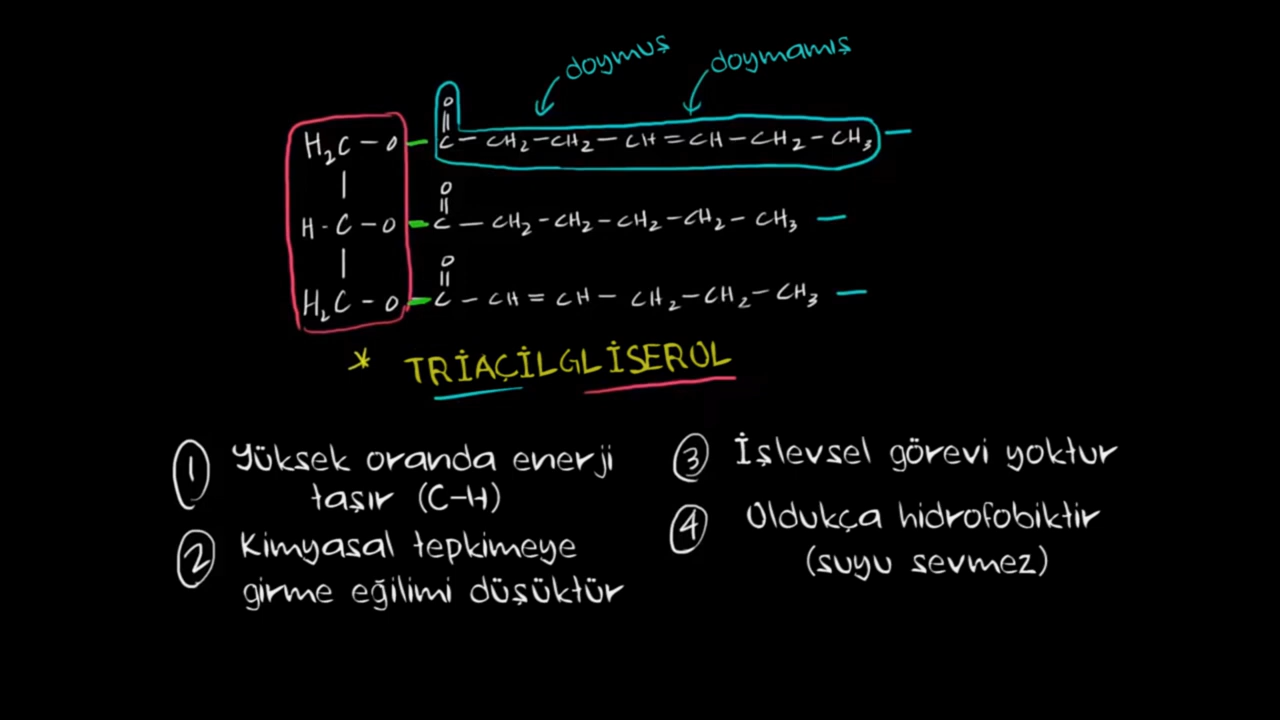 doymuş
doymamış
O
H₂C – O – C – CH₂ – CH₂ – CH = CH – CH₂ – CH₃ –
O
H - C – O – C – CH₂ – CH₂ – CH₂ – CH₂ – CH₃ –
O
H₂C – O – C – CH = CH – CH₂ – CH₂ – CH₃ –
* TRİAÇİLGLİSEROL
1 Yüksek oranda enerji
taşır (C-H)
2 Kimyasal tepkimeye
girme eğilimi düşüktür
3 İşlevsel görevi yoktur
4 Oldukça hidrofobiktir
(suyu sevmez)